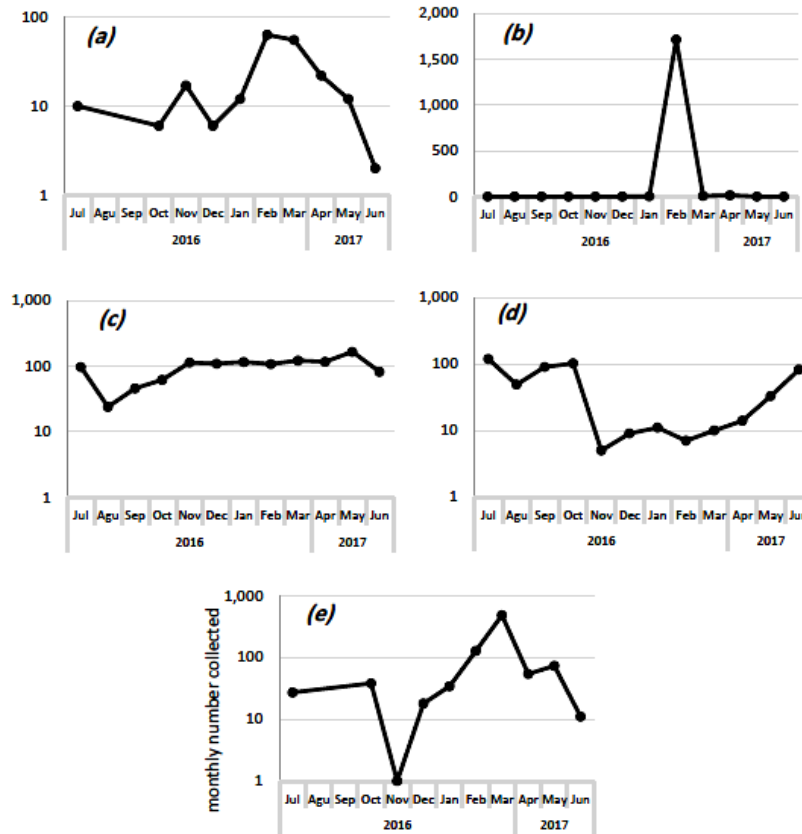 (a)
100
10
1
Jul Agu Sep Oct Nov Dec Jan Feb Mar Apr May Jun
2016 2017
(b)
2,000
1,500
1,000
500
0
Jul Agu Sep Oct Nov Dec Jan Feb Mar Apr May Jun
2016 2017
(c)
1,000
100
10
1
Jul Agu Sep Oct Nov Dec Jan Feb Mar Apr May Jun
2016 2017
(d)
1,000
100
10
1
Jul Agu Sep Oct Nov Dec Jan Feb Mar Apr May Jun
2016 2017
(e)
monthly number collected
1,000
100
10
1
Jul Agu Sep Oct Nov Dec Jan Feb Mar Apr May Jun
2016 2017